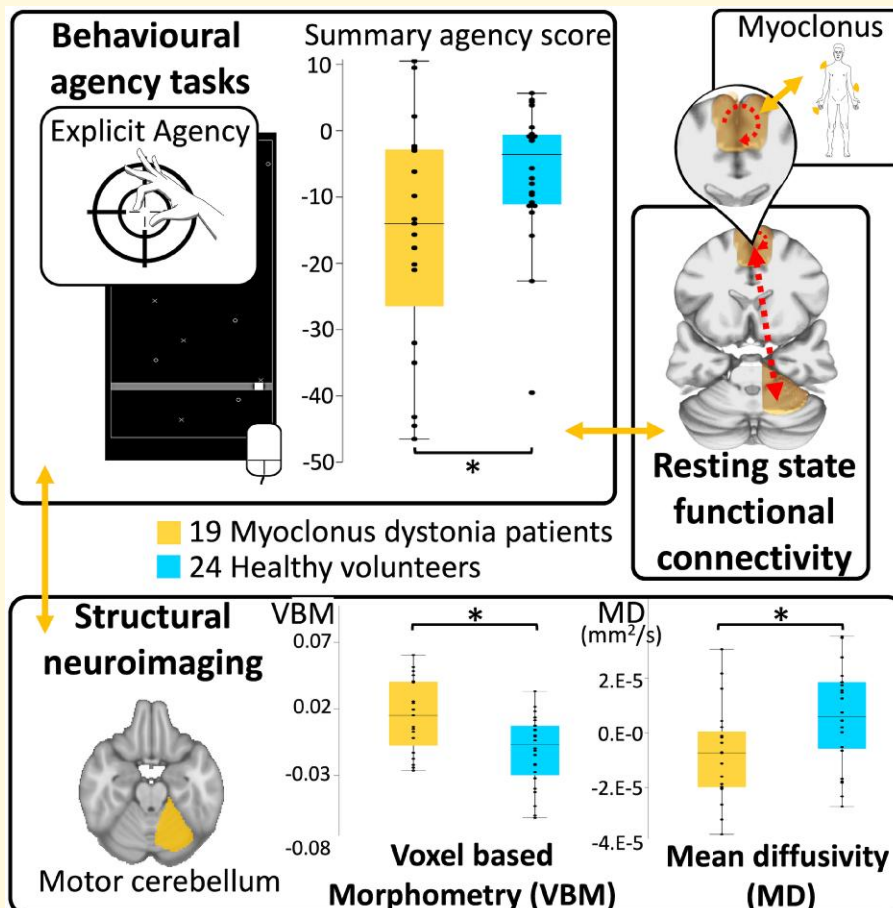 Behavioural
agency tasks
Explicit Agency
Summary agency score
10
0
-10
-20
-30
-40
-50
*
Myoclonus
Resting state
functional
connectivity
19 Myoclonus dystonia patients
24 Healthy volunteers
Structural
neuroimaging
Motor cerebellum
VBM
0.07
0.02
-0.03
-0.08
*
Voxel based
Morphometry (VBM)
MD
(mm²/s)
2.E-5
0.E-0
-2.E-5
-4.E-5
*
Mean diffusivity
(MD)